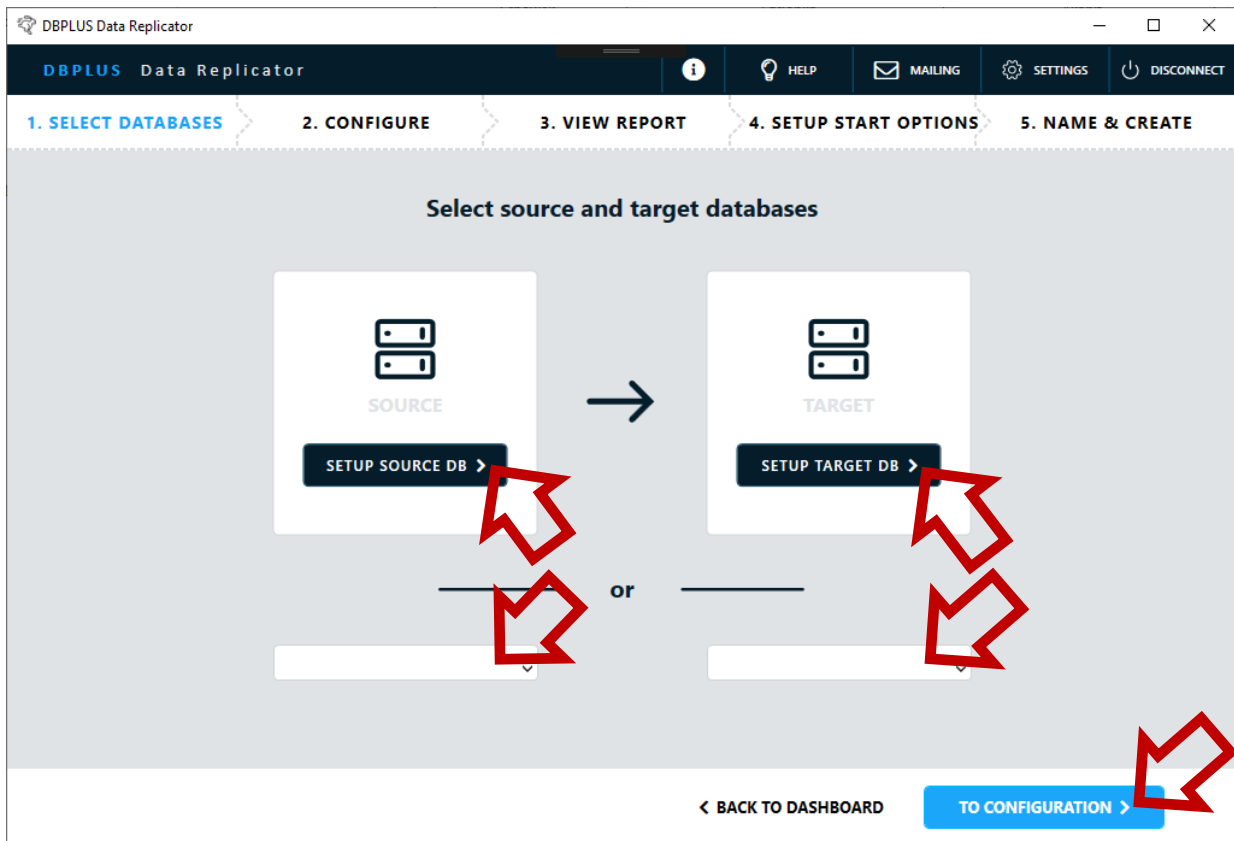 DBPLUS Data Replicator
DBPLUS Data Replicator
i HELP MAILING SETTINGS DISCONNECT
1. SELECT DATABASES 2. CONFIGURE 3. VIEW REPORT 4. SETUP START OPTIONS 5. NAME & CREATE
Select source and target databases
SOURCE TARGET
SETUP SOURCE DB SETUP TARGET DB
or
BACK TO DASHBOARD TO CONFIGURATION